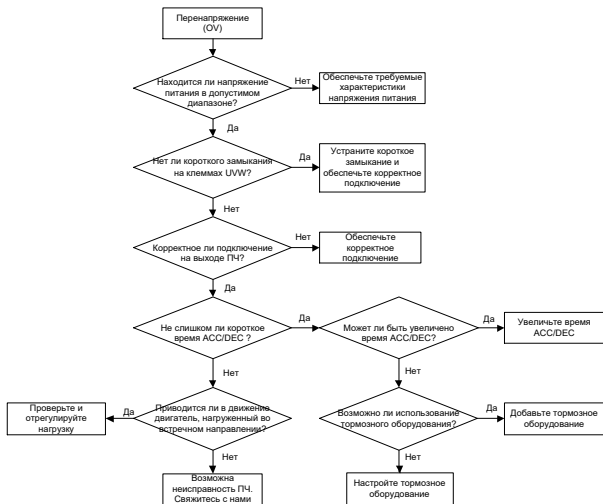 Перенапряжение
(OV)
Находится ли напряжение
питания в допустимом
диапазоне?
Нет
Обеспечьте требуемые
характеристики
напряжения питания
Да
Нет ли короткого замыкания
на клеммах UVW?
Да
Устраните короткое
замыкание и
обеспечьте корректное
подключение
Нет
Корректное ли подключение
на выходе ПЧ?
Нет
Обеспечьте
корректное
подключение
Да
Не слишком ли короткое
время ACC/DEC ?
Да
Может ли быть увеличено
время ACC/DEC?
Да
Увеличьте время
ACC/DEC
Нет
Нет
Проверьте и
отрегулируйте
нагрузку
Да
Приводится ли в движение
двигатель, нагруженный во
встречном направлении?
Возможно ли использование
тормозного оборудования?
Да
Добавьте тормозное
оборудование
Нет
Нет
Возможна
неисправность ПЧ.
Свяжитесь с нами
Настройте тормозное
оборудование